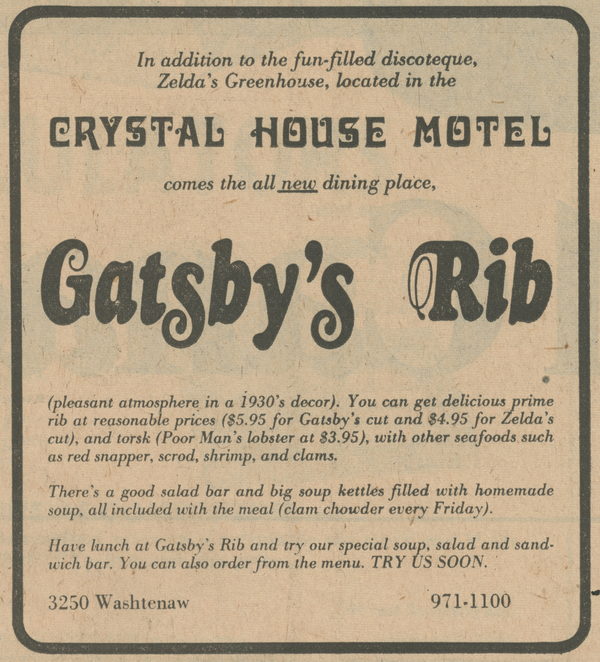 In addition to the fun-filled discoteque,
Zelda's Greenhouse, located in the
CRYSTAL HOUSE MOTEL
comes the all new dining place,
Gatsby's Rib
(pleasant atmosphere in a 1930's decor). You can get delicious prime
rib at reasonable prices ($5.95 for Gatsby's cut and $4.95 for Zelda's
cut), and torsk (Poor Man's lobster at $3.95), with other seafoods such
as red snapper, scrod, shrimp, and clams.
There's a good salad bar and big soup kettles filled with homemade
soup, all included with the meal (clam chowder every Friday).
Have lunch at Gatsby's Rib and try our special soup, salad and sand-
wich bar. You can also order from the menu. TRY US SOON.
3250 Washtenaw 971-1100